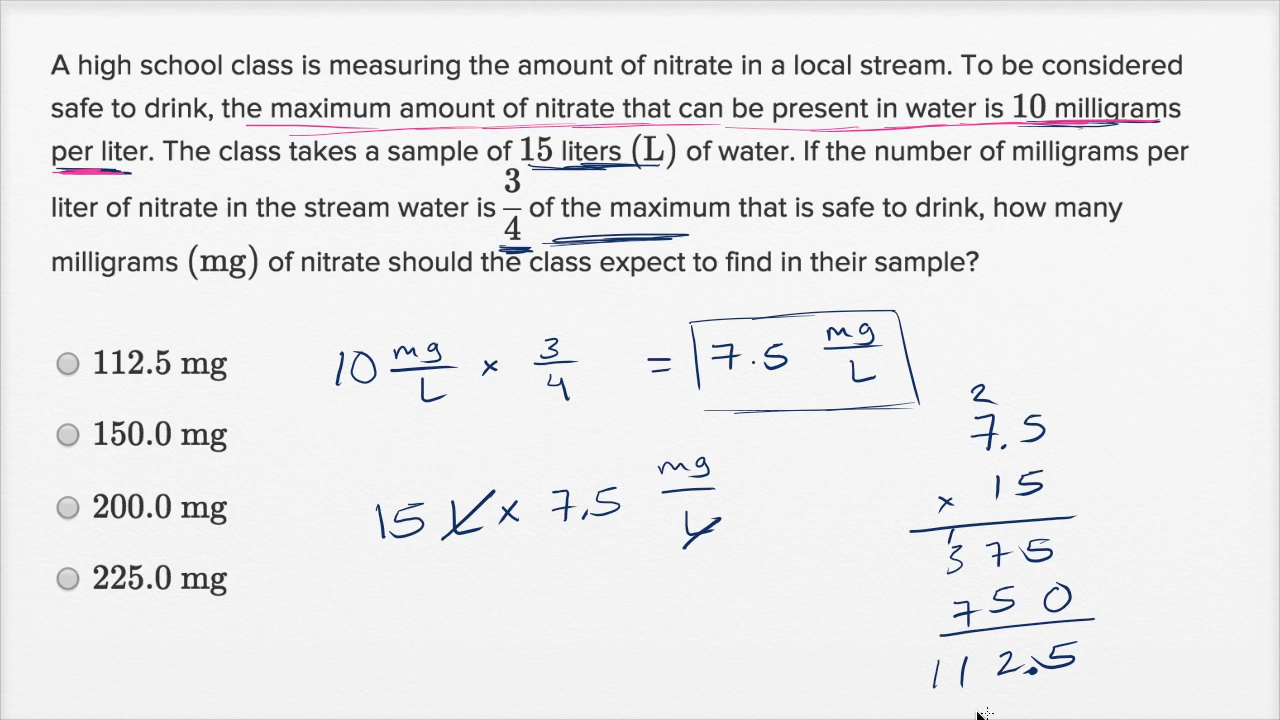 A high school class is measuring the amount of nitrate in a local stream. To be considered
safe to drink, the maximum amount of nitrate that can be present in water is 10 milligrams
per liter. The class takes a sample of 15 liters (L) of water. If the number of milligrams per
liter of nitrate in the stream water is 3/4 of the maximum that is safe to drink, how many
milligrams (mg) of nitrate should the class expect to find in their sample?
112.5 mg
150.0 mg
200.0 mg
225.0 mg
10 mg/L × 3/4 = 7.5 mg/L
15 L × 7.5 mg/L
2
7.5
× 15
1
375
750
112.5